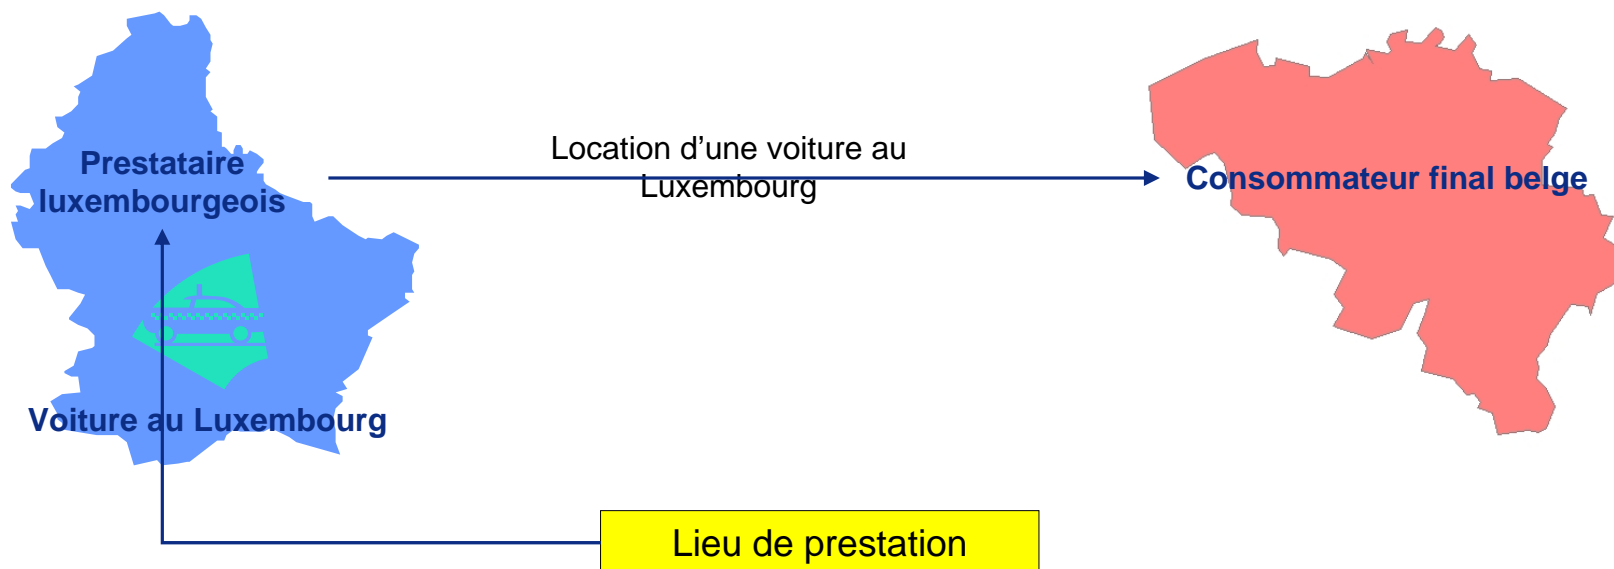 Prestataire
luxembourgeois
Location d’une voiture au
Luxembourg
Consommateur final belge
Voiture au Luxembourg
Lieu de prestation